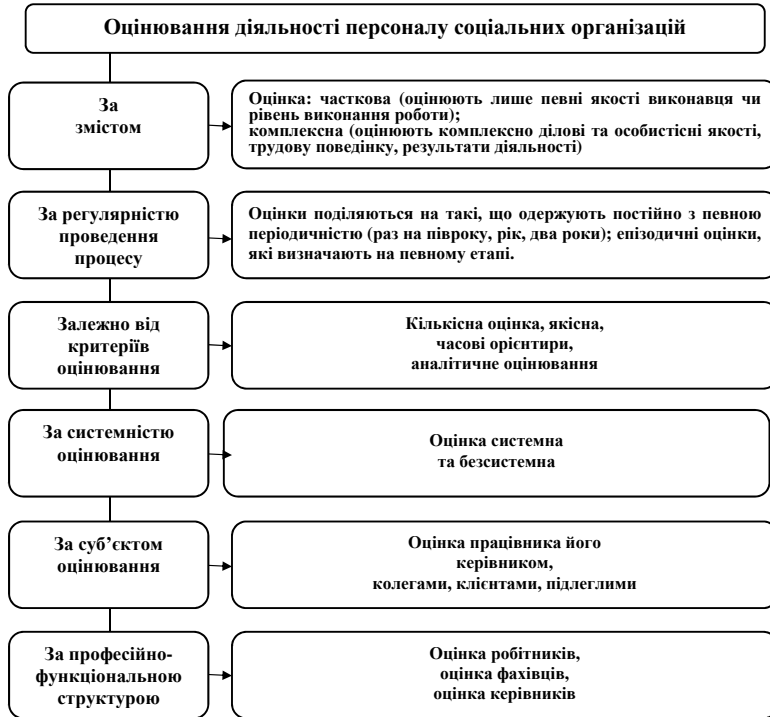 Оцінювання діяльності персоналу соціальних організацій
За
змістом
Оцінка: часткова (оцінюють лише певні якості виконавця чи
рівень виконання роботи);
комплексна (оцінюють комплексно ділові та особистісні якості,
трудову поведінку, результати діяльності)
За регулярністю
проведення
процесу
Оцінки поділяються на такі, що одержують постійно з певною
періодичністю (раз на півроку, рік, два роки); епізодичні оцінки,
які визначають на певному етапі.
Залежно від
критеріїв
оцінювання
Кількісна оцінка, якісна,
часові орієнтири,
аналітичне оцінювання
За системністю
оцінювання
Оцінка системна
та безсистемна
За суб’єктом
оцінювання
Оцінка працівника його
керівником,
колегами, клієнтами, підлеглими
За професійно-
функціональною
структурою
Оцінка робітників,
оцінка фахівців,
оцінка керівників